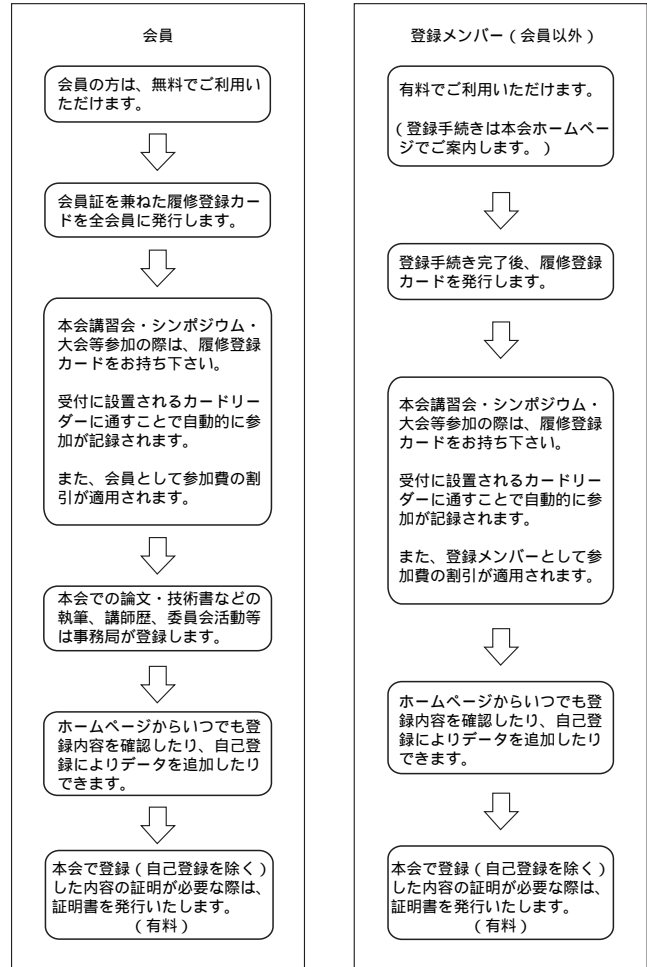 会員
会員の方は、無料でご利用い
ただけます。
会員証を兼ねた履修登録カー
ドを全会員に発行します。
本会講習会・シンポジウム・
大会等参加の際は、履修登録
カードをお持ち下さい。
受付に設置されるカードリー
ダーに通すことで自動的に参
加が記録されます。
また、会員として参加費の割
引が適用されます。
本会での論文・技術書などの
執筆、講師歴、委員会活動等
は事務局が登録します。
ホームページからいつでも登
録内容を確認したり、自己登
録によりデータを追加したり
できます。
本会で登録（自己登録を除く）
した内容の証明が必要な際は、
証明書を発行いたします。
（有料）
登録メンバー（会員以外）
有料でご利用いただけます。
（登録手続きは本会ホームペー
ジでご案内します。）
登録手続き完了後、履修登録
カードを発行します。
本会講習会・シンポジウム・
大会等参加の際は、履修登録
カードをお持ち下さい。
受付に設置されるカードリー
ダーに通すことで自動的に参
加が記録されます。
また、登録メンバーとして参
加費の割引が適用されます。
ホームページからいつでも登
録内容を確認したり、自己登
録によりデータを追加したり
できます。
本会で登録（自己登録を除く）
した内容の証明が必要な際は、
証明書を発行いたします。
（有料）